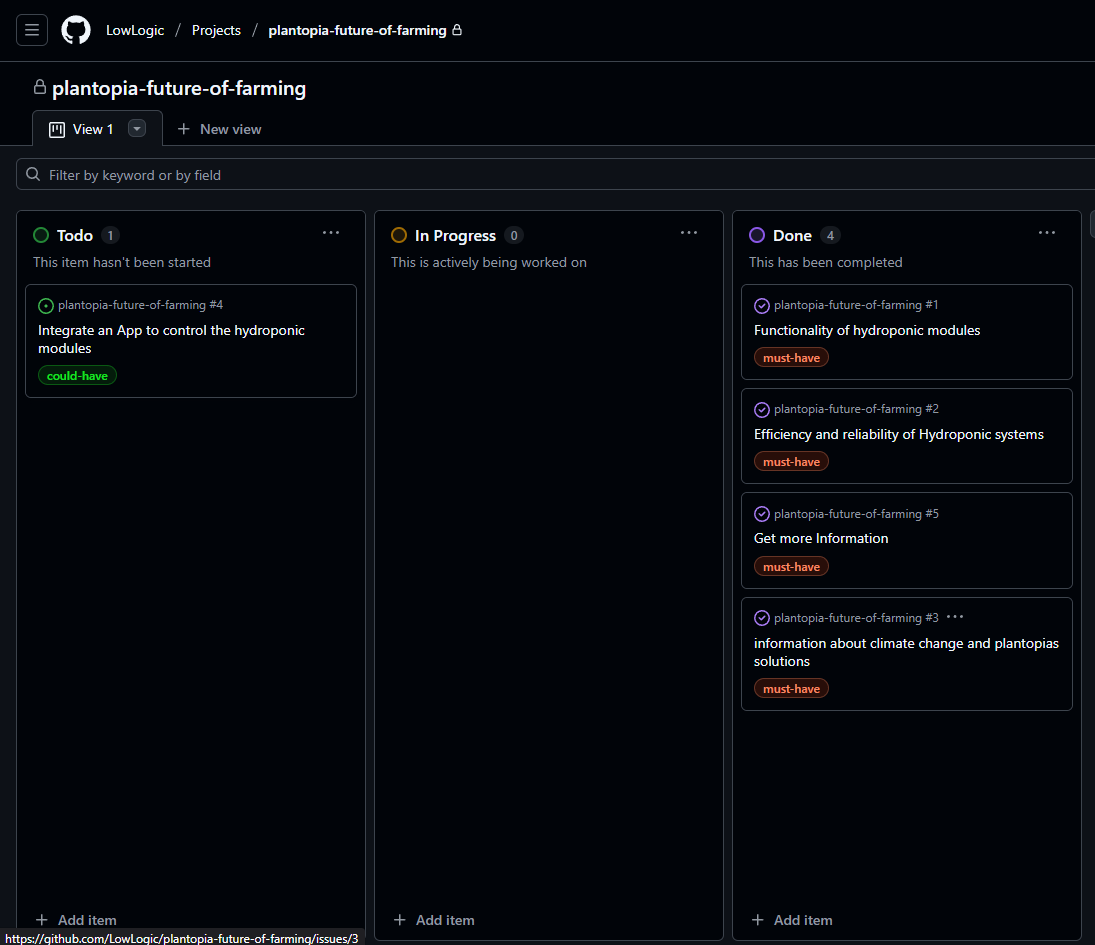 LowLogic / Projects / plantopia-future-of-farming
plantopia-future-of-farming
View 1 New view
Filter by keyword or by field
Todo 1
This item hasn't been started
plantopia-future-of-farming #4
Integrate an App to control the hydroponic
modules
could-have
Add item
In Progress 0
This is actively being worked on
Add item
Done 4
This has been completed
plantopia-future-of-farming #1
Functionality of hydroponic modules
must-have
plantopia-future-of-farming #2
Efficiency and reliability of Hydroponic systems
must-have
plantopia-future-of-farming #5
Get more Information
must-have
plantopia-future-of-farming #3
information about climate change and plantopias
solutions
must-have
Add item
https://github.com/LowLogic/plantopia-future-of-farming/issues/3